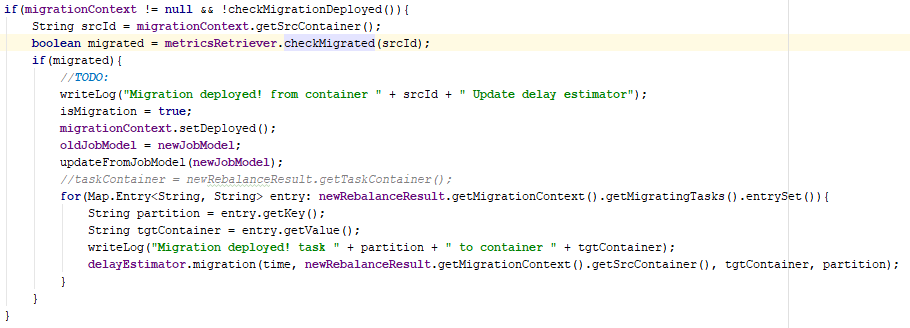 if(migrationContext != null && !checkMigrationDeployed()){
String srcId = migrationContext.getSrcContainer();
boolean migrated = metricsRetriever.checkMigrated(srcId);
if(migrated){
//TODO:
writeLog("Migration deployed! from container " + srcId + " Update delay estimator");
isMigration = true;
migrationContext.setDeployed();
oldJobModel = newJobModel;
updateFromJobModel(newJobModel);
//taskContainer = newRebalanceResult.getTaskContainer();
for(Map.Entry<String, String> entry: newRebalanceResult.getMigrationContext().getMigratingTasks().entrySet()){
String partition = entry.getKey();
String tgtContainer = entry.getValue();
writeLog("Migration deployed! task " + partition + " to container " + tgtContainer);
delayEstimator.migration(time, newRebalanceResult.getMigrationContext().getSrcContainer(), tgtContainer, partition);
}
}
}